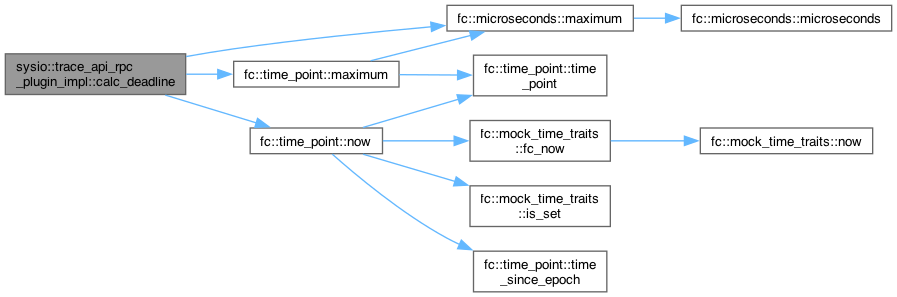 sysio::trace_api_rpc
_plugin_impl::calc_deadline
fc::microseconds::maximum
fc::microseconds::microseconds
fc::time_point::maximum
fc::time_point::time
_point
fc::time_point::now
fc::mock_time_traits
::fc_now
fc::mock_time_traits::now
fc::mock_time_traits
::is_set
fc::time_point::time
_since_epoch